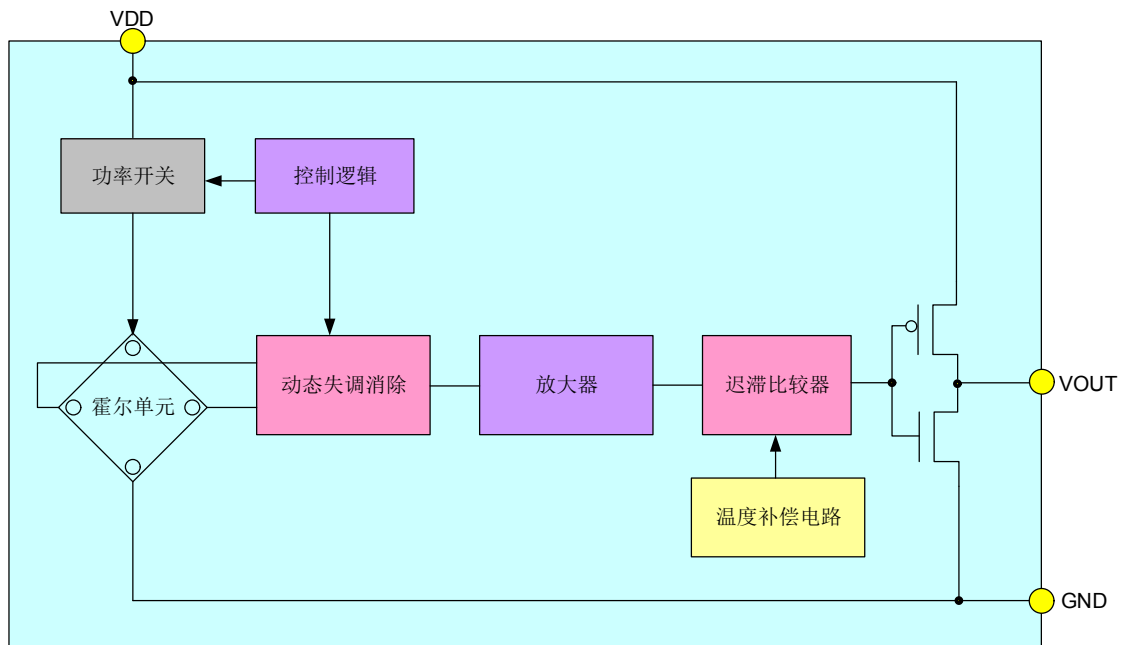 VDD
功率开关
控制逻辑
霍尔单元
动态失调消除
放大器
迟滞比较器
VOUT
温度补偿电路
GND